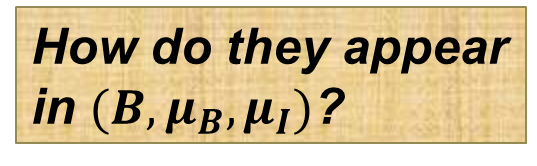 How do they appear
in (B, μ_B, μ_I)?